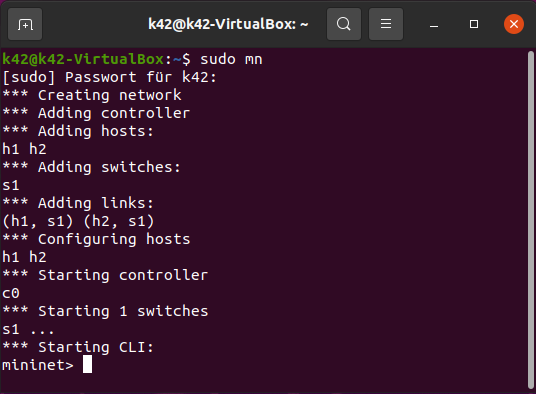 k42@k42-VirtualBox: ~
k42@k42-VirtualBox:~$ sudo mn
[sudo] Passwort für k42:
*** Creating network
*** Adding controller
*** Adding hosts:
h1 h2
*** Adding switches:
s1
*** Adding links:
(h1, s1) (h2, s1)
*** Configuring hosts
h1 h2
*** Starting controller
c0
*** Starting 1 switches
s1 ...
*** Starting CLI:
mininet>